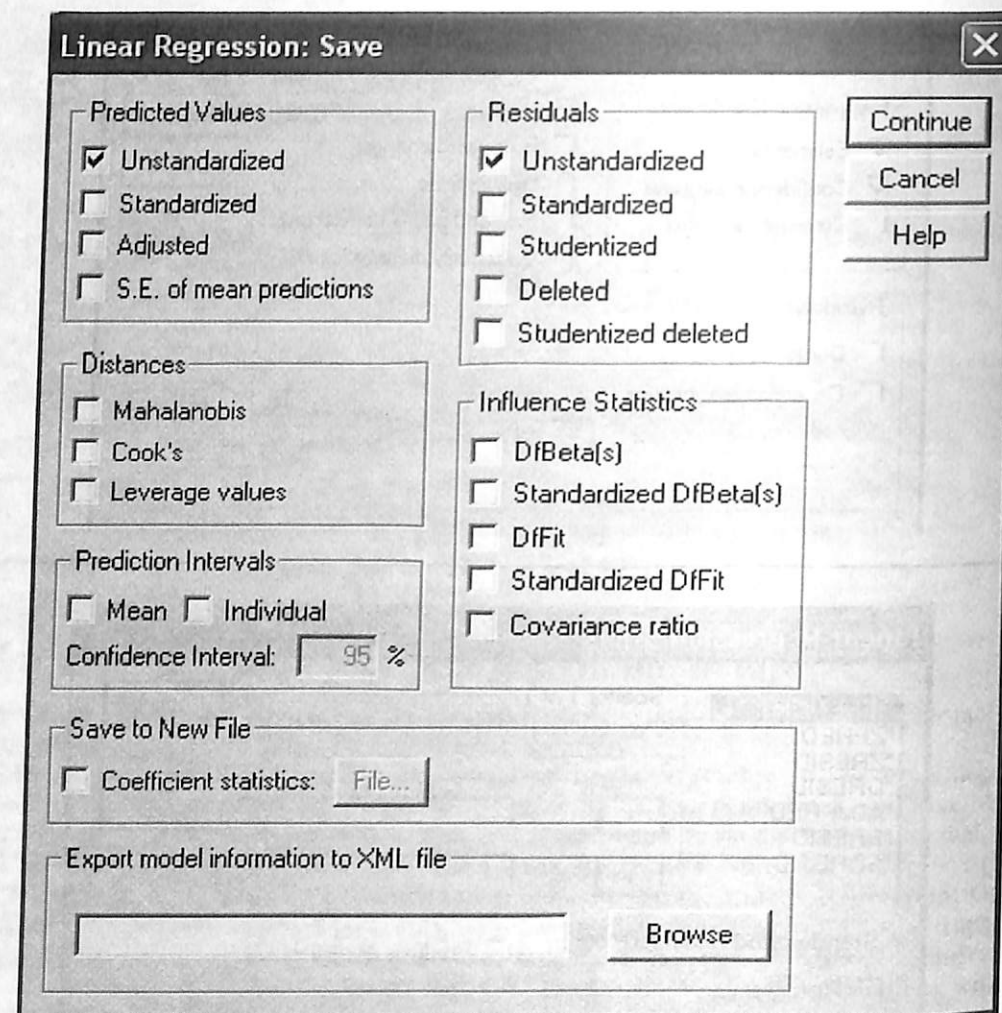 Linear Regression: Save
Predicted Values
Unstandardized
Standardized
Adjusted
S.E. of mean predictions
Distances
Mahalanobis
Cook's
Leverage values
Prediction Intervals
Mean Individual
Confidence Interval: 95 %
Residuals
Unstandardized
Standardized
Studentized
Deleted
Studentized deleted
Influence Statistics
DfBeta(s)
Standardized DfBeta(s)
DfFit
Standardized DfFit
Covariance ratio
Continue
Cancel
Help
Save to New File
Coefficient statistics: File...
Export model information to XML file
Browse